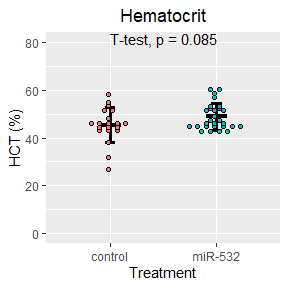 Hematocrit
T-test, p = 0.085
HCT (%)
80
60
40
20
0
control miR-532
Treatment